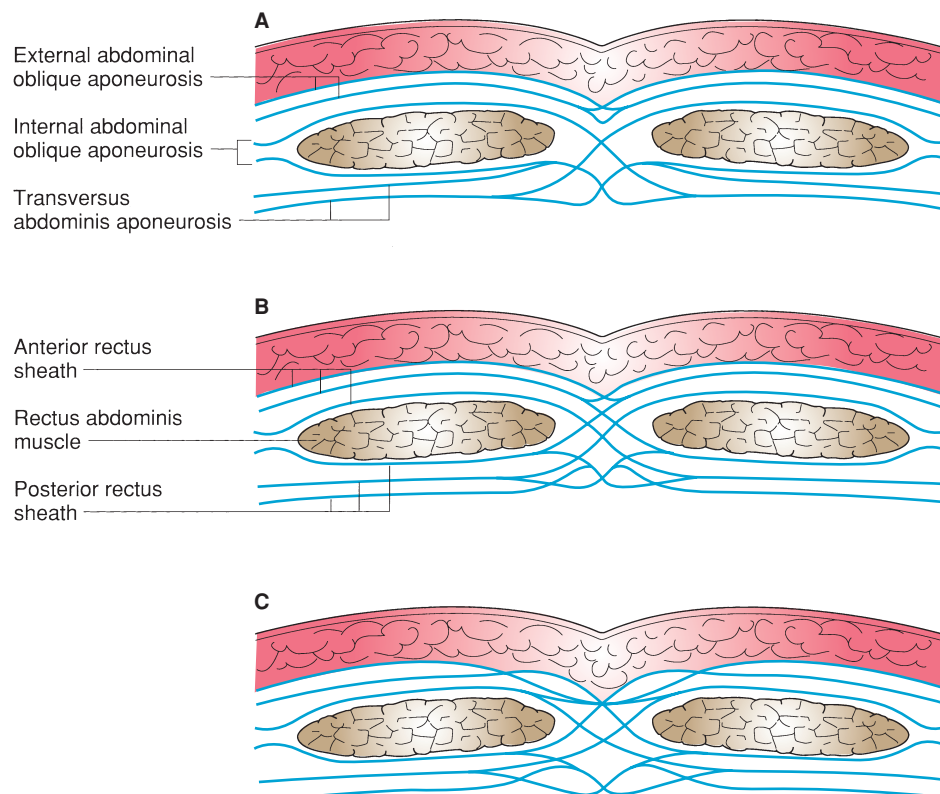 A
External abdominal
oblique aponeurosis
Internal abdominal
oblique aponeurosis
Transversus
abdominis aponeurosis
B
Anterior rectus
sheath
Rectus abdominis
muscle
Posterior rectus
sheath
C